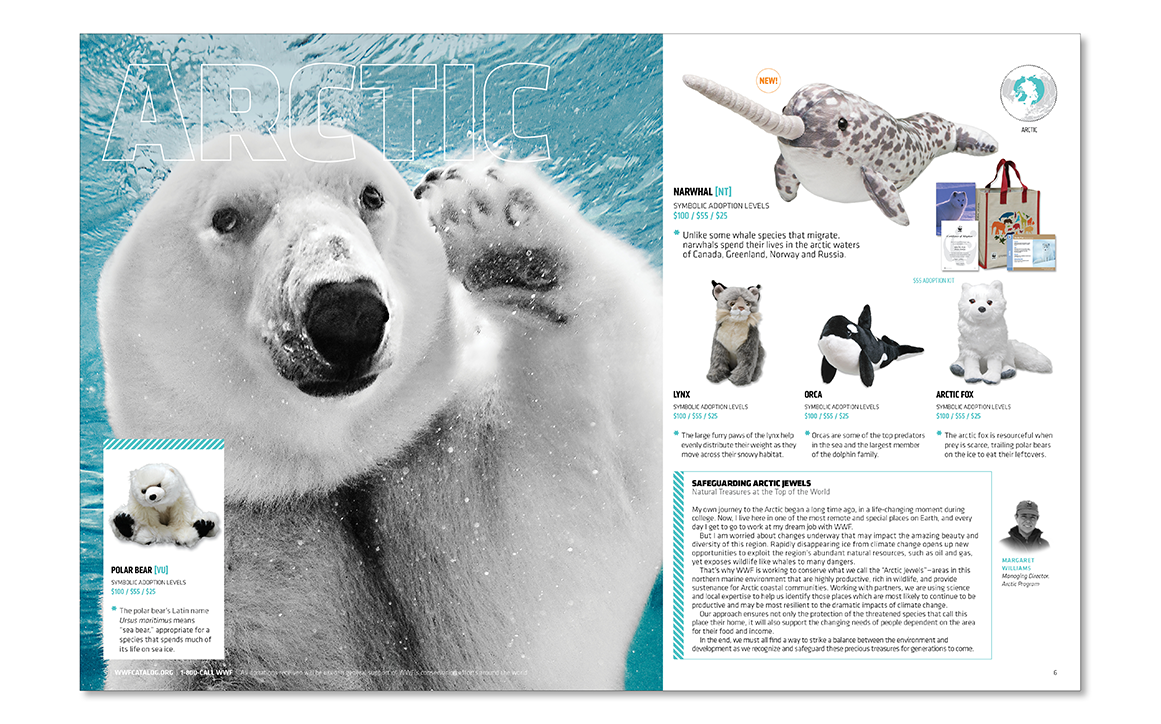 ARCTIC
POLAR BEAR [VU]
SYMBOLIC ADOPTION LEVELS
$100 / $55 / $25
* The polar bear's Latin name
Ursus maritimus means
"sea bear," appropriate for a
species that spends much of
its life on sea ice.
WWFCATALOG.ORG | 1-800-CALL-WWF
NEW!
ARCTIC
NARWHAL [NT]
SYMBOLIC ADOPTION LEVELS
$100 / $55 / $25
* Unlike some whale species that migrate,
narwhals spend their lives in the arctic waters
of Canada, Greenland, Norway and Russia.
$55 ADOPTION KIT
LYNX
SYMBOLIC ADOPTION LEVELS
$100 / $55 / $25
* The large furry paws of the lynx help
evenly distribute their weight as they
move across their snowy habitat.
ORCA
SYMBOLIC ADOPTION LEVELS
$100 / $55 / $25
* Orcas are some of the top predators
in the sea and the largest member
of the dolphin family.
ARCTIC FOX
SYMBOLIC ADOPTION LEVELS
$100 / $55 / $25
* The arctic fox is resourceful when
prey is scarce, trailing polar bears
on the ice to eat their leftovers.
SAFEGUARDING ARCTIC JEWELS
Natural Treasures at the Top of the World
My own journey to the Arctic began a long time ago, in a life-changing moment during
college. Now, I live here in one of the most remote and special places on Earth, and every
day I get to go to work at my dream job with WWF.
But I am worried about changes underway that may impact the amazing beauty and
diversity of this region. Rapidly disappearing ice from climate change opens up new
opportunities to exploit the region's abundant natural resources, such as oil and gas,
yet exposes wildlife like whales to many dangers.
That's why WWF is working to conserve what we call the "Arctic Jewels"—areas in this
northern marine environment that are highly productive, rich in wildlife, and provide
sustenance for Arctic coastal communities. Working with partners, we are using science
and local expertise to help us identify those places which are most likely to continue to be
productive and may be most resilient to the dramatic impacts of climate change.
Our approach ensures not only the protection of the threatened species that call this
place their home, it will also support the changing needs of people dependent on the area
for their food and income.
In the end, we must all find a way to strike a balance between the environment and
development as we recognize and safeguard these precious treasures for generations to come.
MARGARET
WILLIAMS
Managing Director,
Arctic Program
6